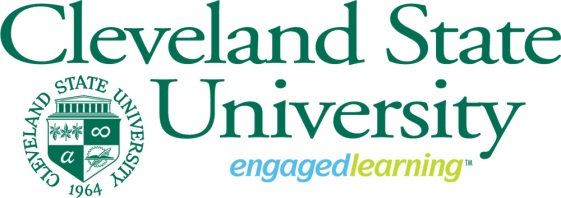 Cleveland State
University
engagedlearning™
CLEVELAND STATE UNIVERSITY
∞
a
1964